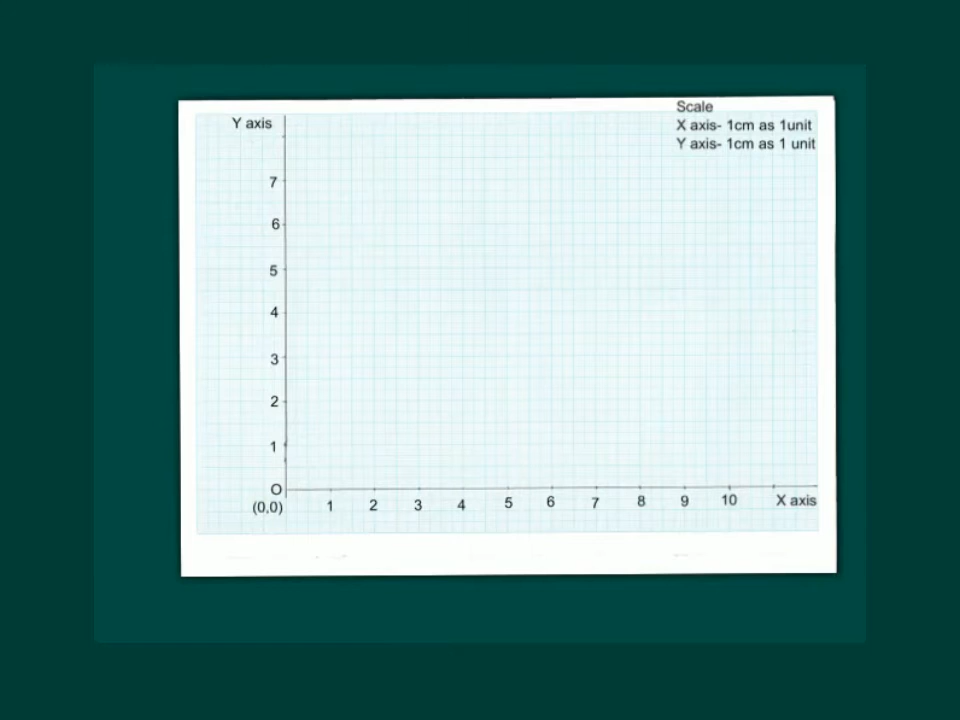 Scale
Y axis
X axis- 1cm as 1unit
Y axis- 1cm as 1 unit
7
6
5
4
3
2
1
O
(0,0)
1 2 3 4 5 6 7 8 9 10 X axis